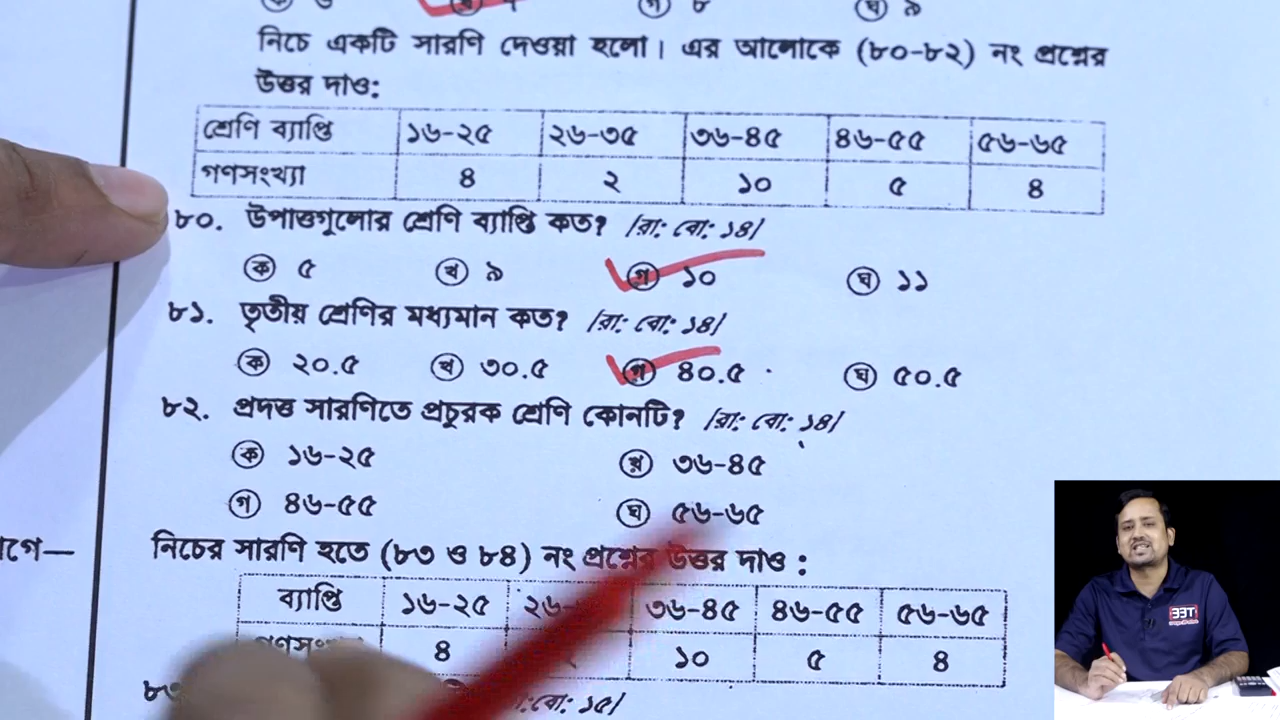 গ ৮ ঘ ৯
নিচে একটি সারণি দেওয়া হলো। এর আলোকে (৮০-৮২) নং প্রশ্নের
উত্তর দাও:
শ্রেণি ব্যাপ্তি ১৬-২৫ ২৬-৩৫ ৩৬-৪৫ ৪৬-৫৫ ৫৬-৬৫
গণসংখ্যা ৪ ২ ১০ ৫ ৪
৮০. উপাত্তগুলোর শ্রেণি ব্যাপ্তি কত? /রা: বো: ১৪/
ক ৫ খ ৯ গ ১০ ঘ ১১
৮১. তৃতীয় শ্রেণির মধ্যমান কত? /রা: বো: ১৪/
ক ২০.৫ খ ৩০.৫ গ ৪০.৫ ঘ ৫০.৫
৮২. প্রদত্ত সারণিতে প্রচুরক শ্রেণি কোনটি? /রা: বো: ১৪/
ক ১৬-২৫ খ ৩৬-৪৫
গ ৪৬-৫৫ ঘ ৫৬-৬৫
নিচের সারণি হতে (৮৩ ও ৮৪) নং প্রশ্নের উত্তর দাও :
ব্যাপ্তি ১৬-২৫ ৩৬-৪৫ ৪৬-৫৫ ৫৬-৬৫
৪ ১০ ৫ ৪
বো: ১৫/